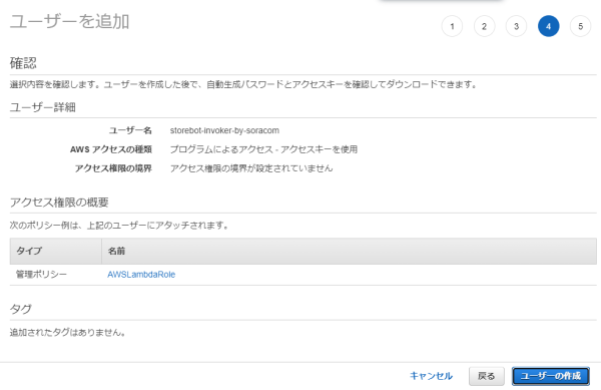 ユーザーを追加
1 2 3 4 5
確認
選択内容を確認します。ユーザーを作成した後で、自動生成パスワードとアクセスキーを確認してダウンロードできます。
ユーザー詳細
ユーザー名 storebot-invoker-by-soracom
AWS アクセスの種類 プログラムによるアクセス - アクセスキーを使用
アクセス権限の境界 アクセス権限の境界が設定されていません
アクセス権限の概要
次のポリシー例は、上記のユーザーにアタッチされます。
タイプ 名前
管理ポリシー AWSLambdaRole
タグ
追加されたタグはありません。
キャンセル 戻る ユーザーの作成